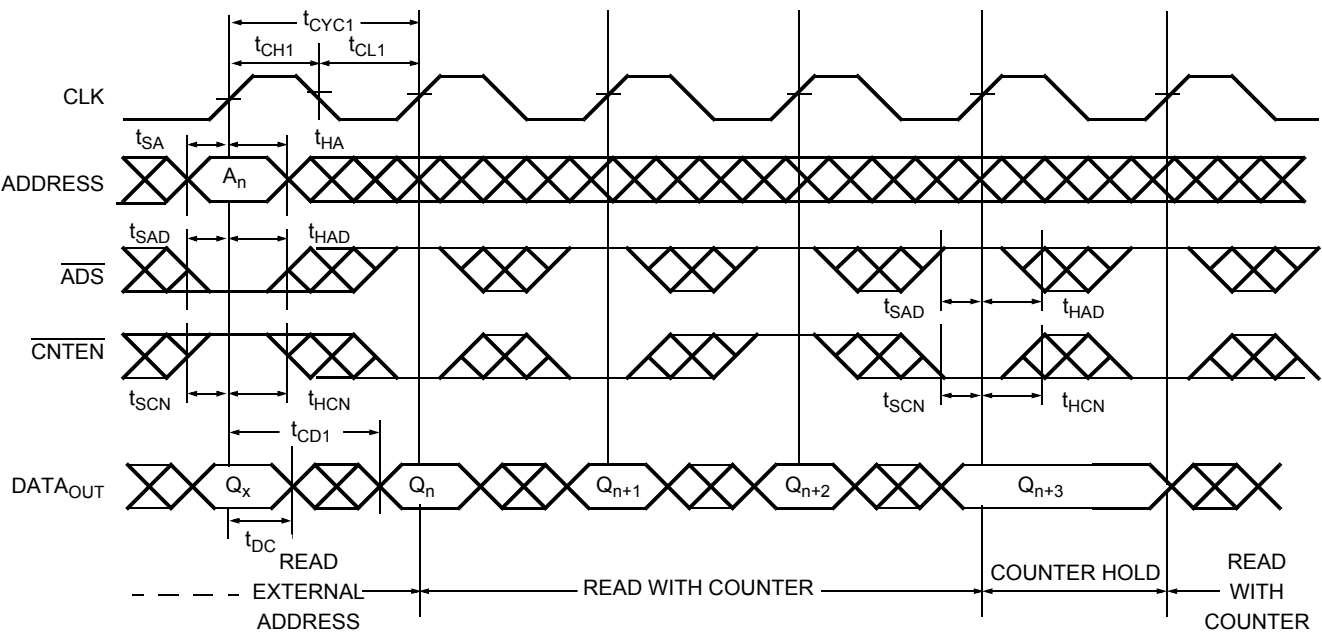 tCYC1
tCH1 tCL1
CLK
tSA tHA
ADDRESS An
tSAD tHAD
ADS
tSAD tHAD
CNTEN
tSCN tHCN tSCN tHCN
tCD1
DATAOUT Qx Qn Qn+1 Qn+2 Qn+3
tDC
READ EXTERNAL ADDRESS
READ WITH COUNTER
COUNTER HOLD
READ WITH COUNTER